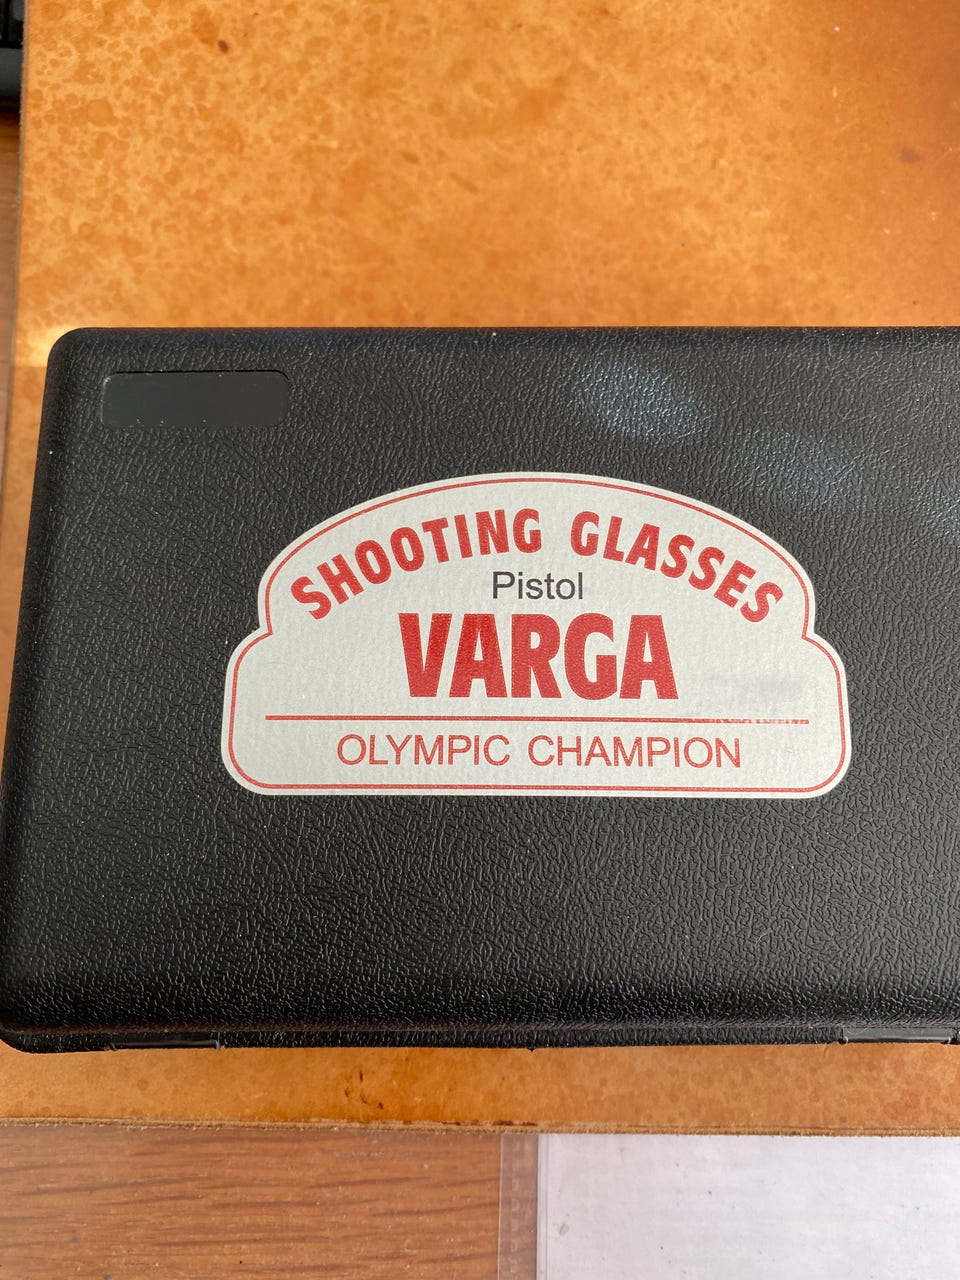 SHOOTING GLASSES
Pistol
VARGA
OLYMPIC CHAMPION